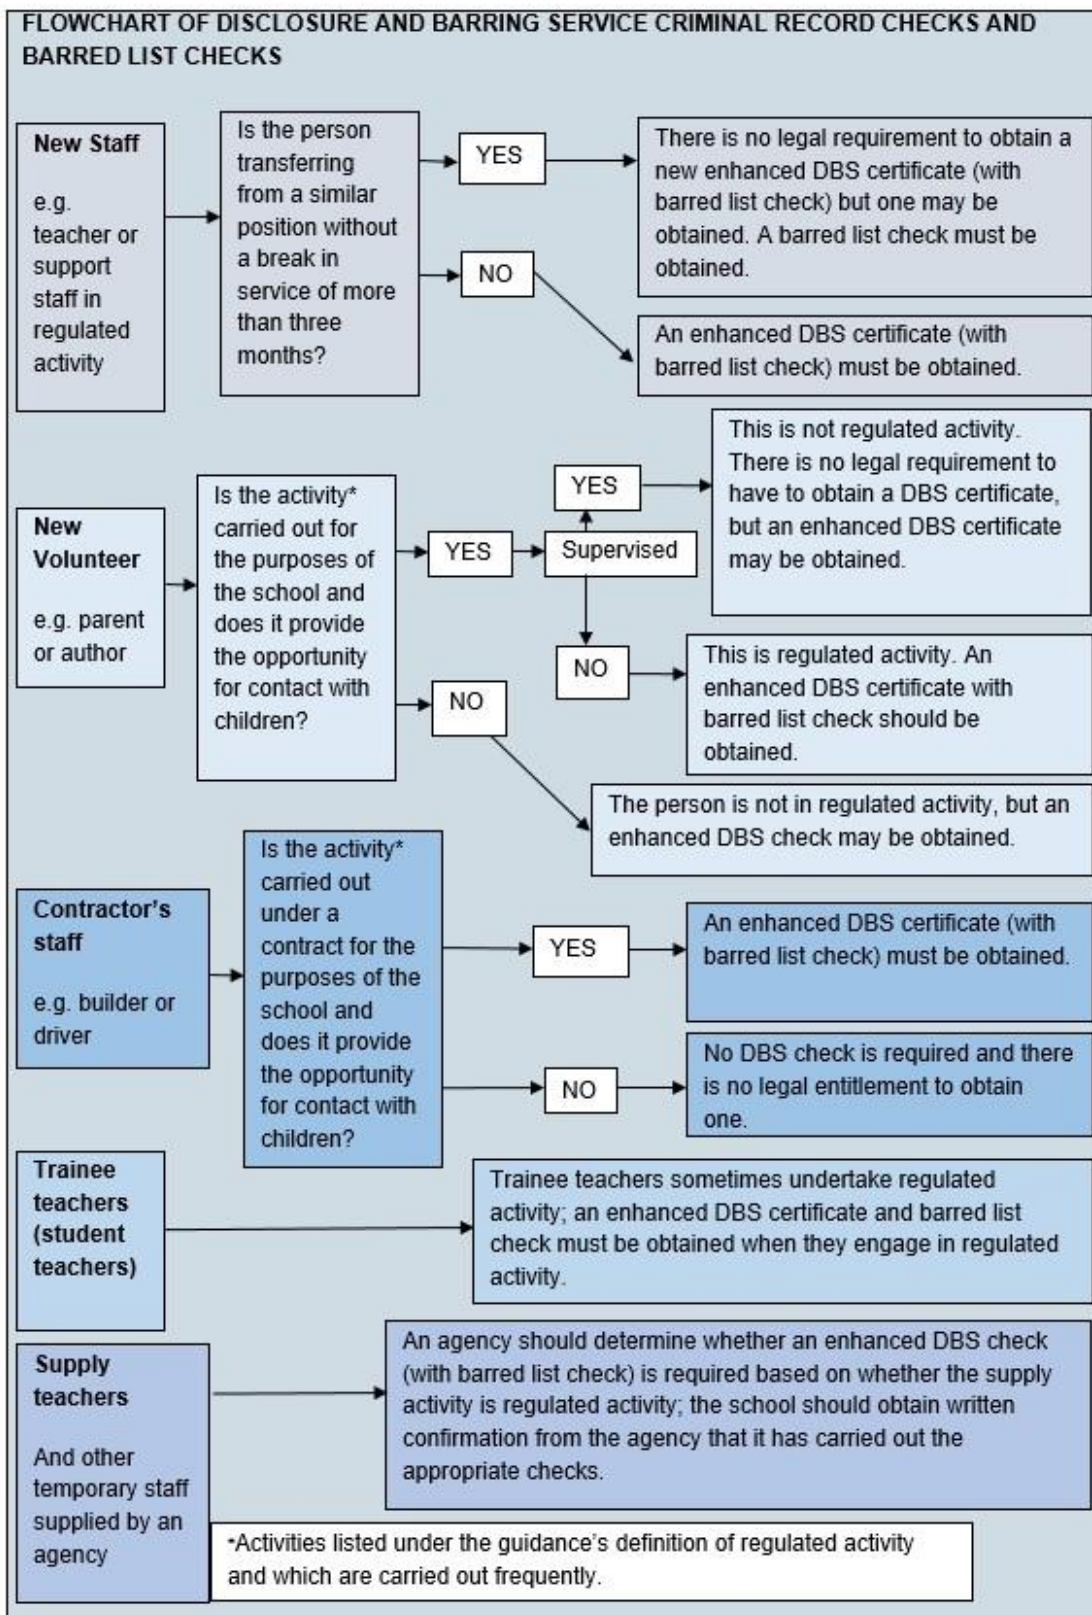 FLOWCHART OF DISCLOSURE AND BARRING SERVICE CRIMINAL RECORD CHECKS AND
BARRED LIST CHECKS
New Staff
e.g.
teacher or
support
staff in
regulated
activity
Is the person
transferring
from a similar
position without
a break in
service of more
than three
months?
YES
There is no legal requirement to obtain a
new enhanced DBS certificate (with
barred list check) but one may be
obtained. A barred list check must be
obtained.
NO
An enhanced DBS certificate (with
barred list check) must be obtained.
New
Volunteer
e.g. parent
or author
Is the activity*
carried out for
the purposes of
the school and
does it provide
the opportunity
for contact with
children?
YES
Supervised
YES
This is not regulated activity.
There is no legal requirement to
have to obtain a DBS certificate,
but an enhanced DBS certificate
may be obtained.
NO
This is regulated activity. An
enhanced DBS certificate with
barred list check should be
obtained.
NO
The person is not in regulated activity, but an
enhanced DBS check may be obtained.
Contractor's
staff
e.g. builder or
driver
Is the activity*
carried out
under a
contract for the
purposes of the
school and
does it provide
the opportunity
for contact with
children?
YES
An enhanced DBS certificate (with
barred list check) must be obtained.
NO
No DBS check is required and there
is no legal entitlement to obtain
one.
Trainee
teachers
(student
teachers)
Trainee teachers sometimes undertake regulated
activity; an enhanced DBS certificate and barred list
check must be obtained when they engage in regulated
activity.
Supply
teachers
And other
temporary staff
supplied by an
agency
An agency should determine whether an enhanced DBS check
(with barred list check) is required based on whether the supply
activity is regulated activity; the school should obtain written
confirmation from the agency that it has carried out the
appropriate checks.
*Activities listed under the guidance's definition of regulated activity
and which are carried out frequently.